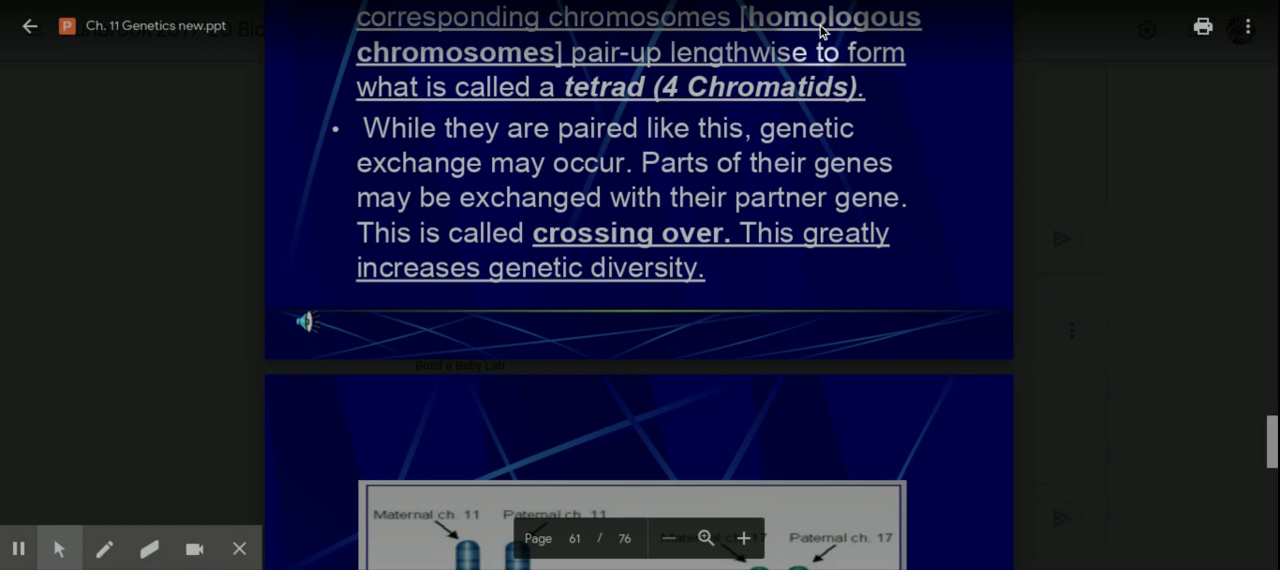 Ch. 11 Genetics new.ppt
corresponding chromosomes [homologous
chromosomes] pair-up lengthwise to form
what is called a tetrad (4 Chromatids).
• While they are paired like this, genetic
exchange may occur. Parts of their genes
may be exchanged with their partner gene.
This is called crossing over. This greatly
increases genetic diversity.
Build a Baby Lab
Maternal ch. 11 Paternal ch. 11
Paternal ch. 17
Page 61 / 76